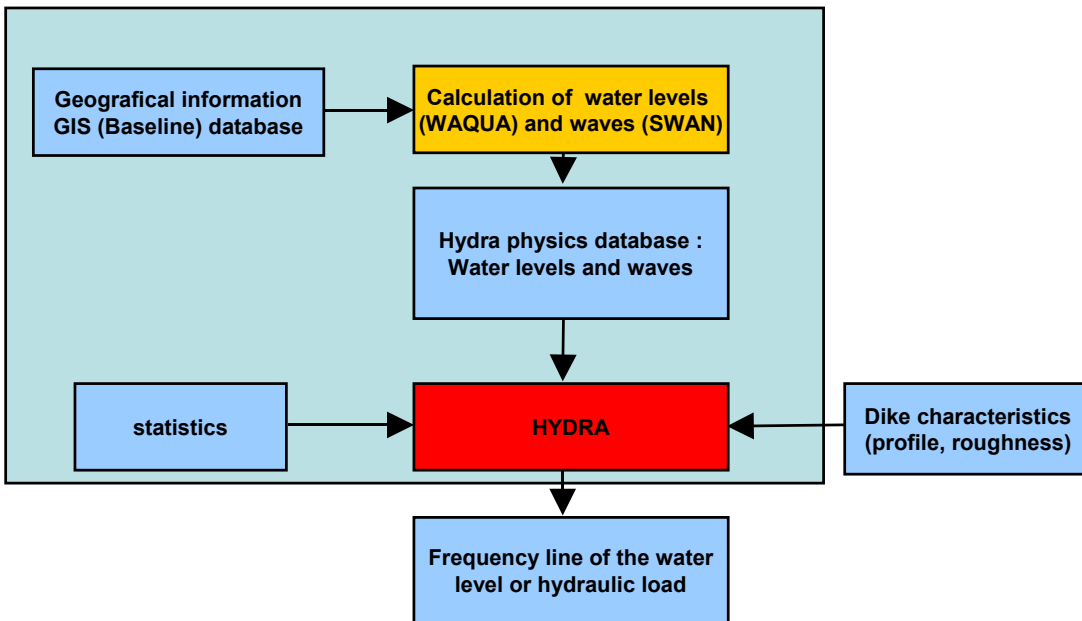 Geografical information
GIS (Baseline) database
Calculation of water levels
(WAQUA) and waves (SWAN)
Hydra physics database :
Water levels and waves
statistics
HYDRA
Dike characteristics
(profile, roughness)
Frequency line of the water
level or hydraulic load